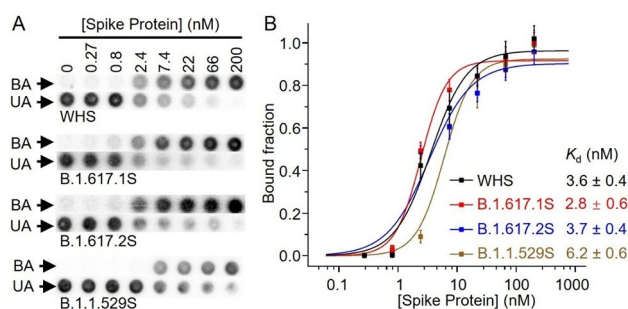 A
[Spike Protein] (nM)
0 0.27 0.8 2.4 7.4 22 66 200
BA
UA
WHS
BA
UA
B.1.617.1S
BA
UA
B.1.617.2S
BA
UA
B.1.1.529S
B
Bound fraction
1.0
0.8
0.6
0.4
0.2
0.0
Kd (nM)
WHS 3.6 ± 0.4
B.1.617.1S 2.8 ± 0.6
B.1.617.2S 3.7 ± 0.4
B.1.1.529S 6.2 ± 0.6
0.1 1 10 100 1000
[Spike Protein] (nM)